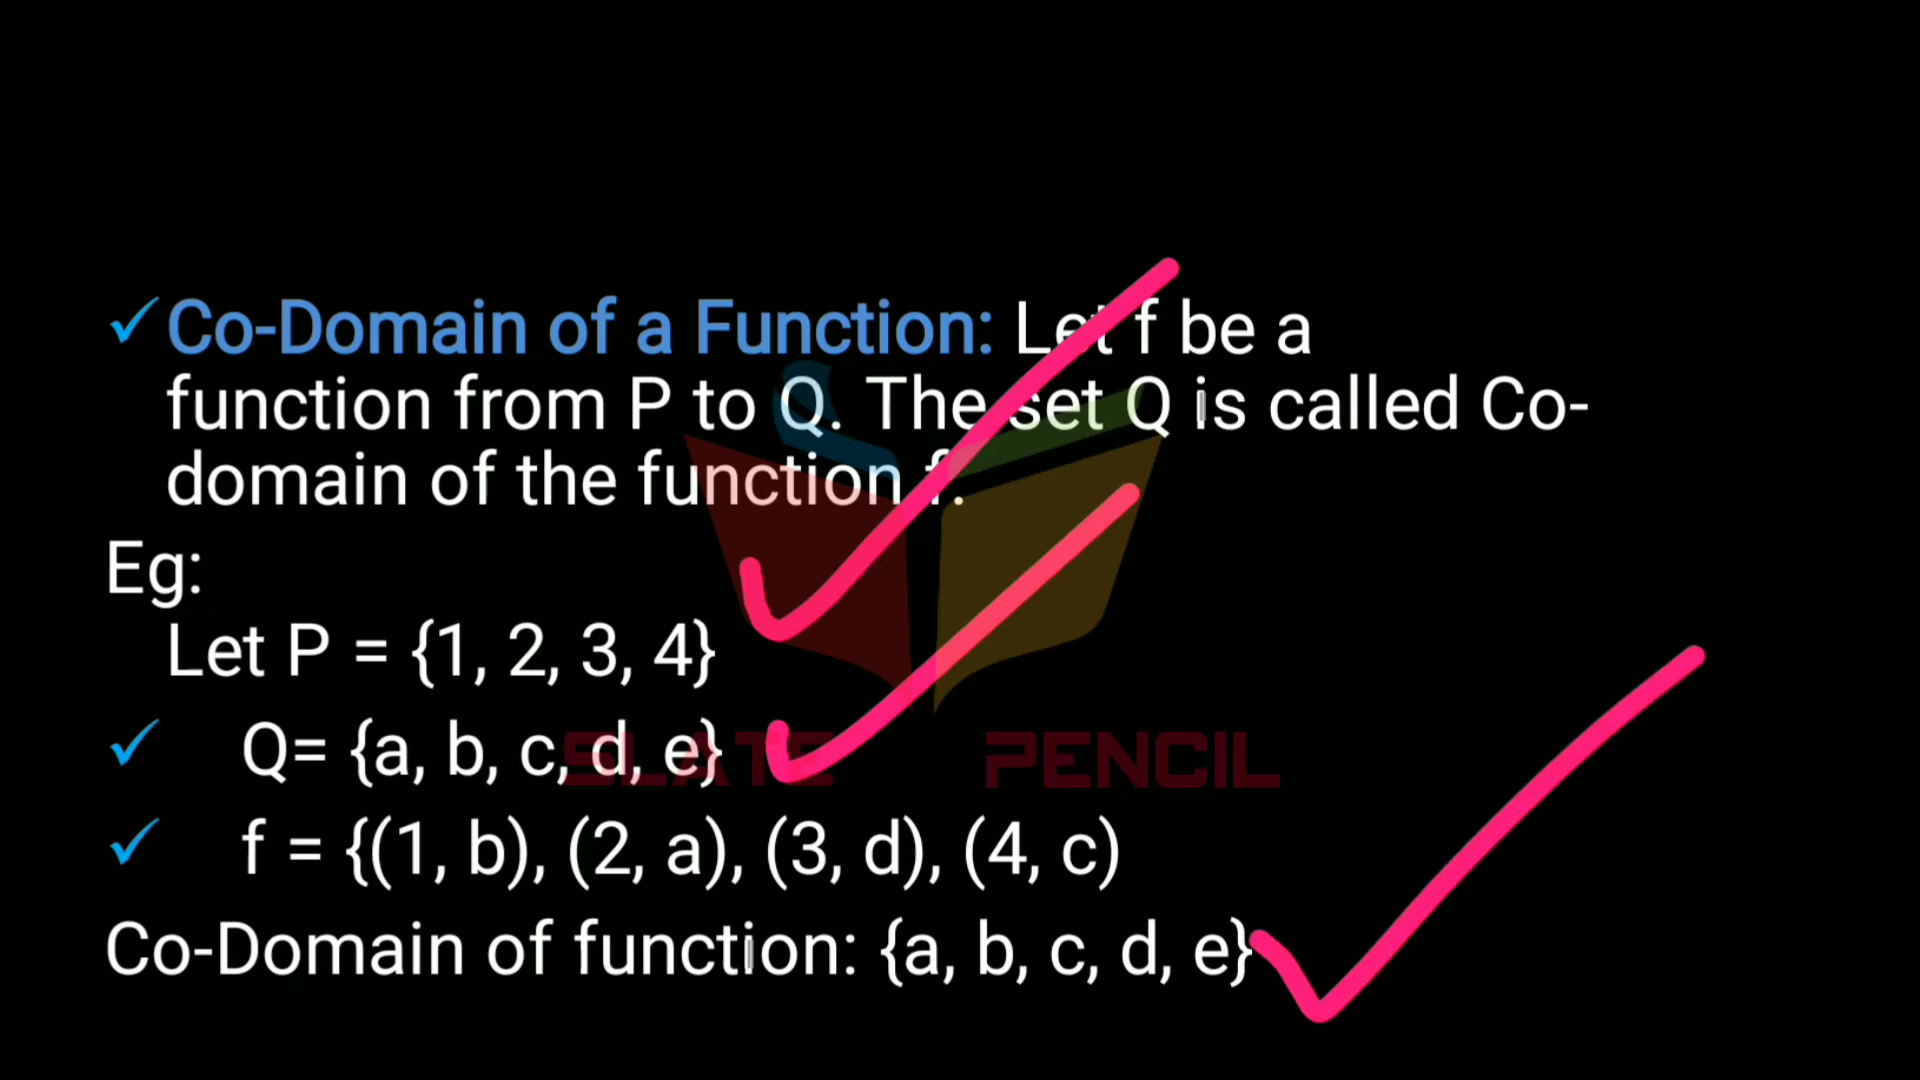 Co-Domain of a Function: Let f be a
function from P to Q. The set Q is called Co-
domain of the function f.
Eg:
Let P = {1, 2, 3, 4}
Q= {a, b, c, d, e}
f = {(1, b), (2, a), (3, d), (4, c)
Co-Domain of function: {a, b, c, d, e}
SLATE PENCIL